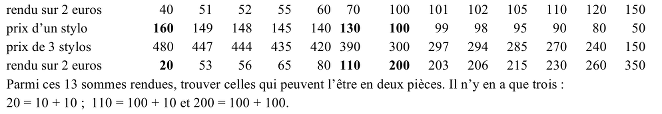 rendu sur 2 euros 40 51 52 55 60 70 100 101 102 105 110 120 150
prix d'un stylo 160 149 148 145 140 130 100 99 98 95 90 80 50
prix de 3 stylos 480 447 444 435 420 390 300 297 294 285 270 240 150
rendu sur 2 euros 20 53 56 65 80 110 200 203 206 215 230 260 350
Parmi ces 13 sommes rendues, trouver celles qui peuvent l'être en deux pièces. Il n'y en a que trois :
20 = 10 + 10 ; 110 = 100 + 10 et 200 = 100 + 100.